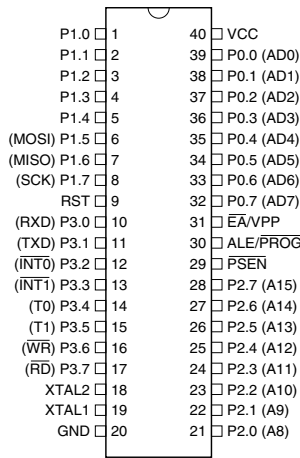 P1.0 1 40 VCC
P1.1 2 39 P0.0 (AD0)
P1.2 3 38 P0.1 (AD1)
P1.3 4 37 P0.2 (AD2)
P1.4 5 36 P0.3 (AD3)
(MOSI) P1.5 6 35 P0.4 (AD4)
(MISO) P1.6 7 34 P0.5 (AD5)
(SCK) P1.7 8 33 P0.6 (AD6)
RST 9 32 P0.7 (AD7)
(RXD) P3.0 10 31 E̅A̅/VPP
(TXD) P3.1 11 30 ALE/P̅R̅O̅G̅
(I̅N̅T̅0̅) P3.2 12 29 P̅S̅E̅N̅
(I̅N̅T̅1̅) P3.3 13 28 P2.7 (A15)
(T0) P3.4 14 27 P2.6 (A14)
(T1) P3.5 15 26 P2.5 (A13)
(W̅R̅) P3.6 16 25 P2.4 (A12)
(R̅D̅) P3.7 17 24 P2.3 (A11)
XTAL2 18 23 P2.2 (A10)
XTAL1 19 22 P2.1 (A9)
GND 20 21 P2.0 (A8)